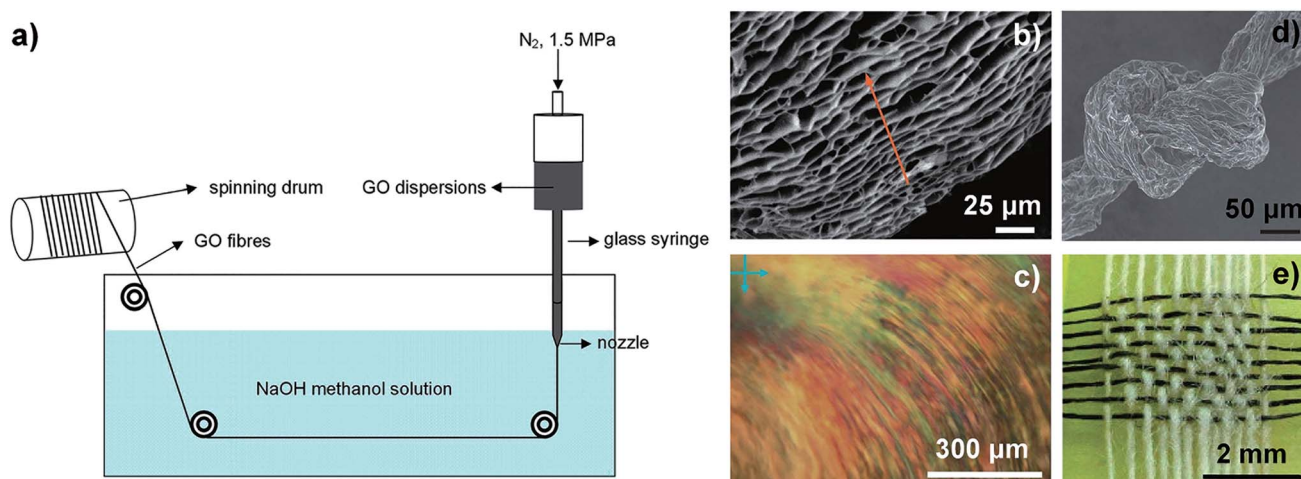 a)
N₂, 1.5 MPa
spinning drum
GO dispersions
GO fibres
glass syringe
nozzle
NaOH methanol solution
b)
25 µm
c)
300 µm
d)
50 µm
e)
2 mm